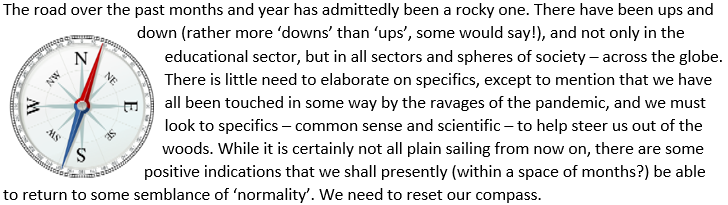 The road over the past months and year has admittedly been a rocky one. There have been ups and
down (rather more ‘downs’ than ‘ups’, some would say!), and not only in the
educational sector, but in all sectors and spheres of society – across the globe.
There is little need to elaborate on specifics, except to mention that we have
all been touched in some way by the ravages of the pandemic, and we must
look to specifics – common sense and scientific – to help steer us out of the
woods. While it is certainly not all plain sailing from now on, there are some
positive indications that we shall presently (within a space of months?) be able
to return to some semblance of ‘normality’. We need to reset our compass.
N
NE
E
SE
S
SW
W
NW